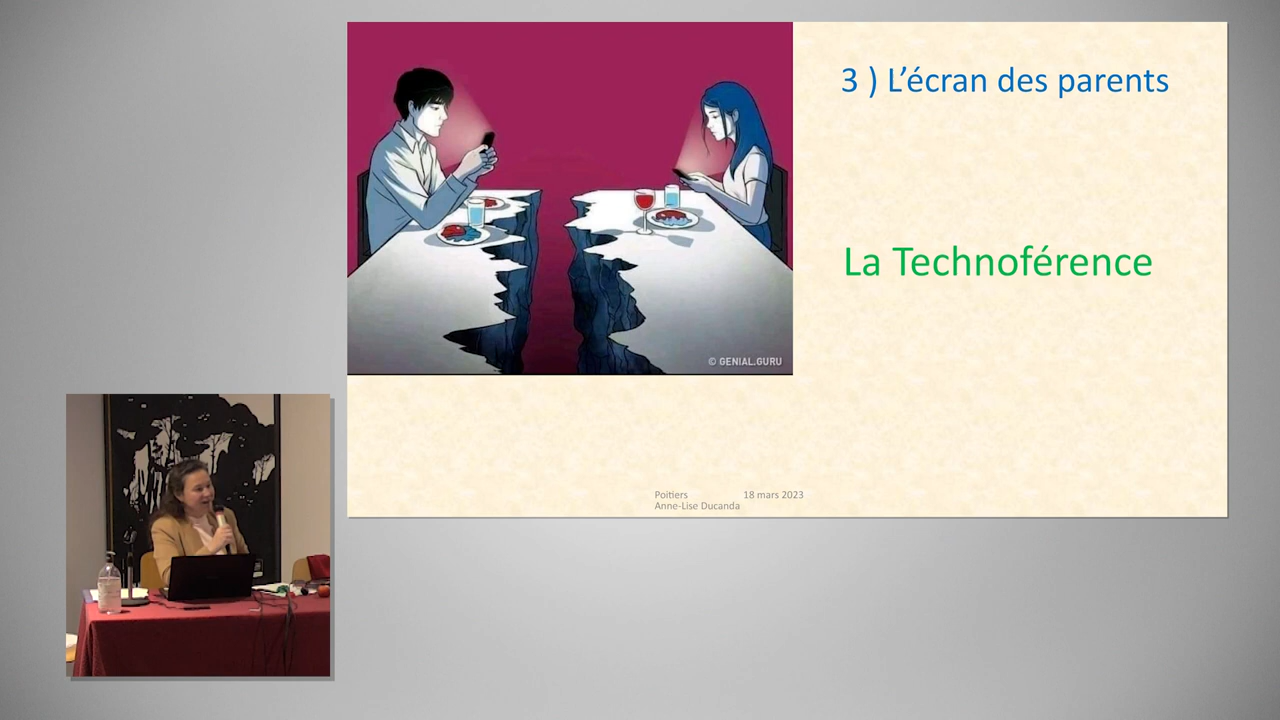 3 ) L’écran des parents
La Technoférence
© GENIAL.GURU
Poitiers 18 mars 2023
Anne-Lise Ducanda